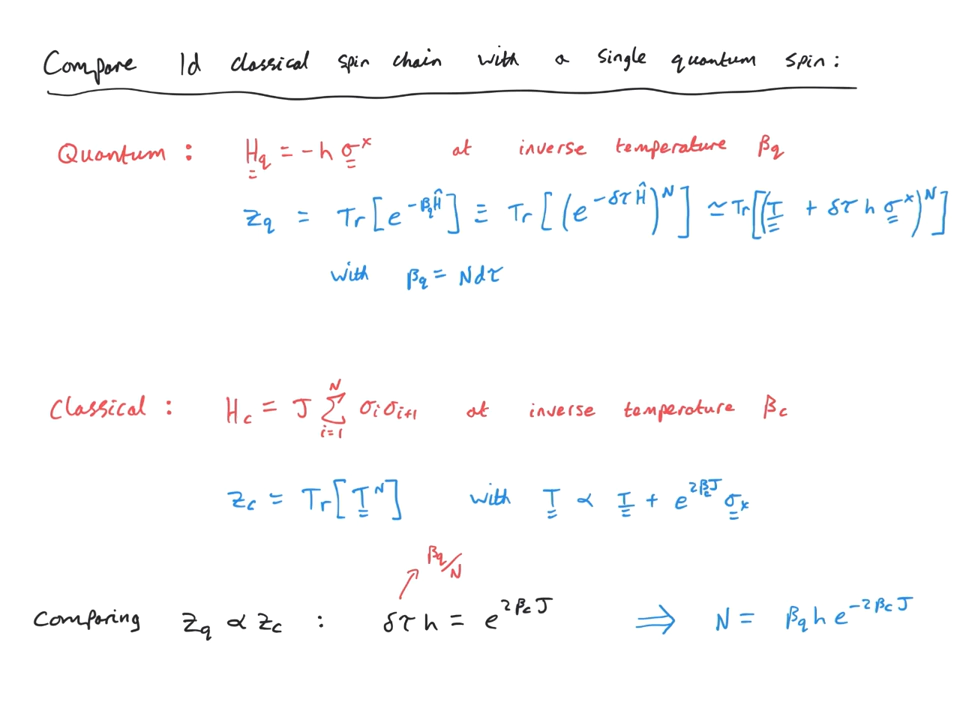 Compare 1d classical spin chain with a single quantum spin:
Quantum: H_q = -h σ^x at inverse temperature β_q
Z_q = Tr[e^{-β_q Ĥ}] ≡ Tr[(e^{-δτ Ĥ})^N] ≃ Tr[(I + δτ h σ^x)^N]
with β_q = Ndτ
Classical: H_c = J ∑_{i=1}^{N} σ_i σ_{i+1} at inverse temperature β_c
Z_c = Tr[T^N] with T ∝ I + e^{2β_c J} σ_x
β_q/N
Comparing Z_q ∝ Z_c : δτ h = e^{2β_c J} ⟹ N = β_q h e^{-2β_c J}